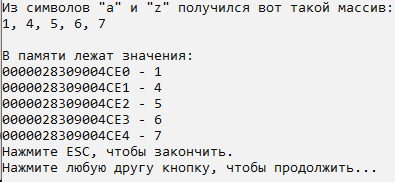 Из символов "a" и "z" получился вот такой массив:
1, 4, 5, 6, 7
В памяти лежат значения:
0000028309004CE0 - 1
0000028309004CE1 - 4
0000028309004CE2 - 5
0000028309004CE3 - 6
0000028309004CE4 - 7
Нажмите ESC, чтобы закончить.
Нажмите любую другую кнопку, чтобы продолжить...